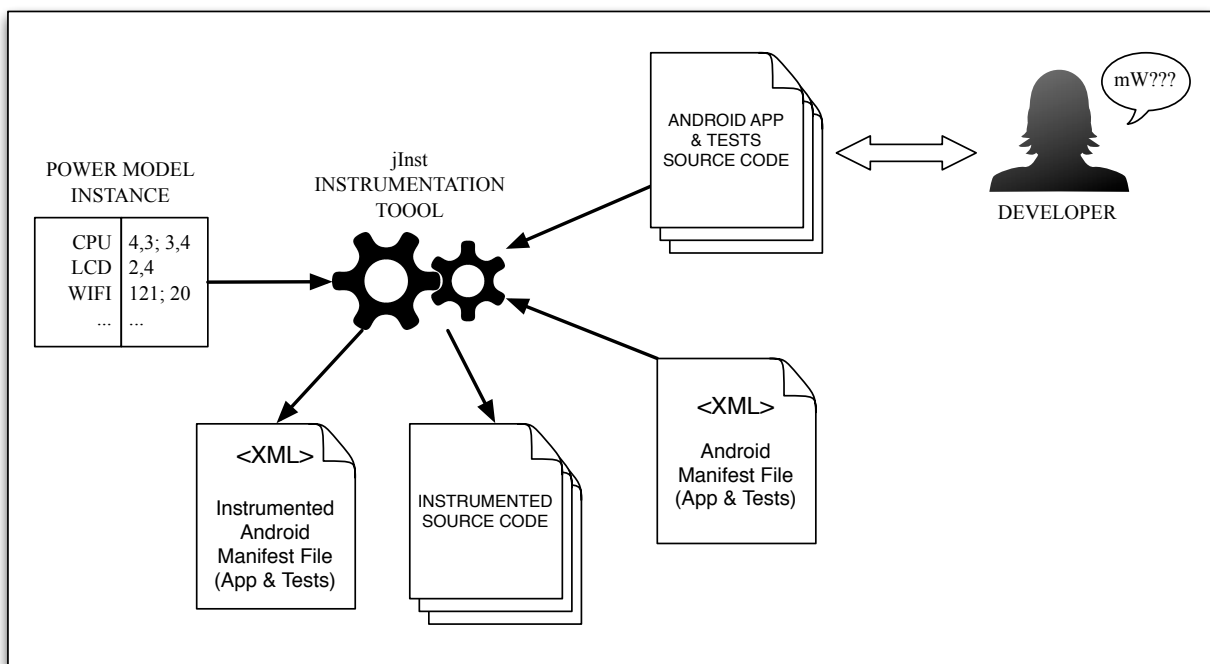 mW???
ANDROID APP
& TESTS
SOURCE CODE
DEVELOPER
jInst
INSTRUMENTATION
TOOOL
POWER MODEL
INSTANCE
CPU 4,3; 3,4
LCD 2,4
WIFI 121; 20
... ...
<XML>
Android
Manifest File
(App & Tests)
<XML>
Instrumented
Android
Manifest File
(App & Tests)
INSTRUMENTED
SOURCE CODE